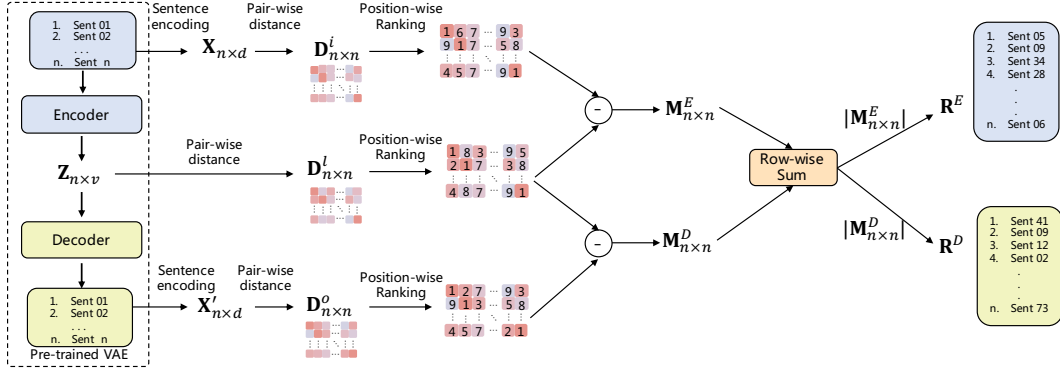 1. Sent 01
2. Sent 02
...
n. Sent n
Encoder
Z_{n×v}
Decoder
1. Sent 01
2. Sent 02
...
n. Sent n
Pre-trained VAE
Sentence
encoding
X_{n×d}
Pair-wise
distance
D^i_{n×n}
Position-wise
Ranking
1 6 7 ... 9 3
9 1 7 ... 5 8
4 5 7 ... 9 1
Pair-wise
distance
D^l_{n×n}
Position-wise
Ranking
1 8 3 ... 9 5
2 1 7 ... 3 8
4 8 7 ... 9 1
Sentence
encoding
X'_{n×d}
Pair-wise
distance
D^o_{n×n}
Position-wise
Ranking
1 2 7 ... 9 3
9 1 3 ... 5 8
4 5 7 ... 2 1
-
M^E_{n×n}
-
M^D_{n×n}
Row-wise
Sum
|M^E_{n×n}|
R^E
|M^D_{n×n}|
R^D
1. Sent 05
2. Sent 09
3. Sent 34
4. Sent 28
.
.
.
n. Sent 06
1. Sent 41
2. Sent 09
3. Sent 12
4. Sent 02
.
.
.
n. Sent 73